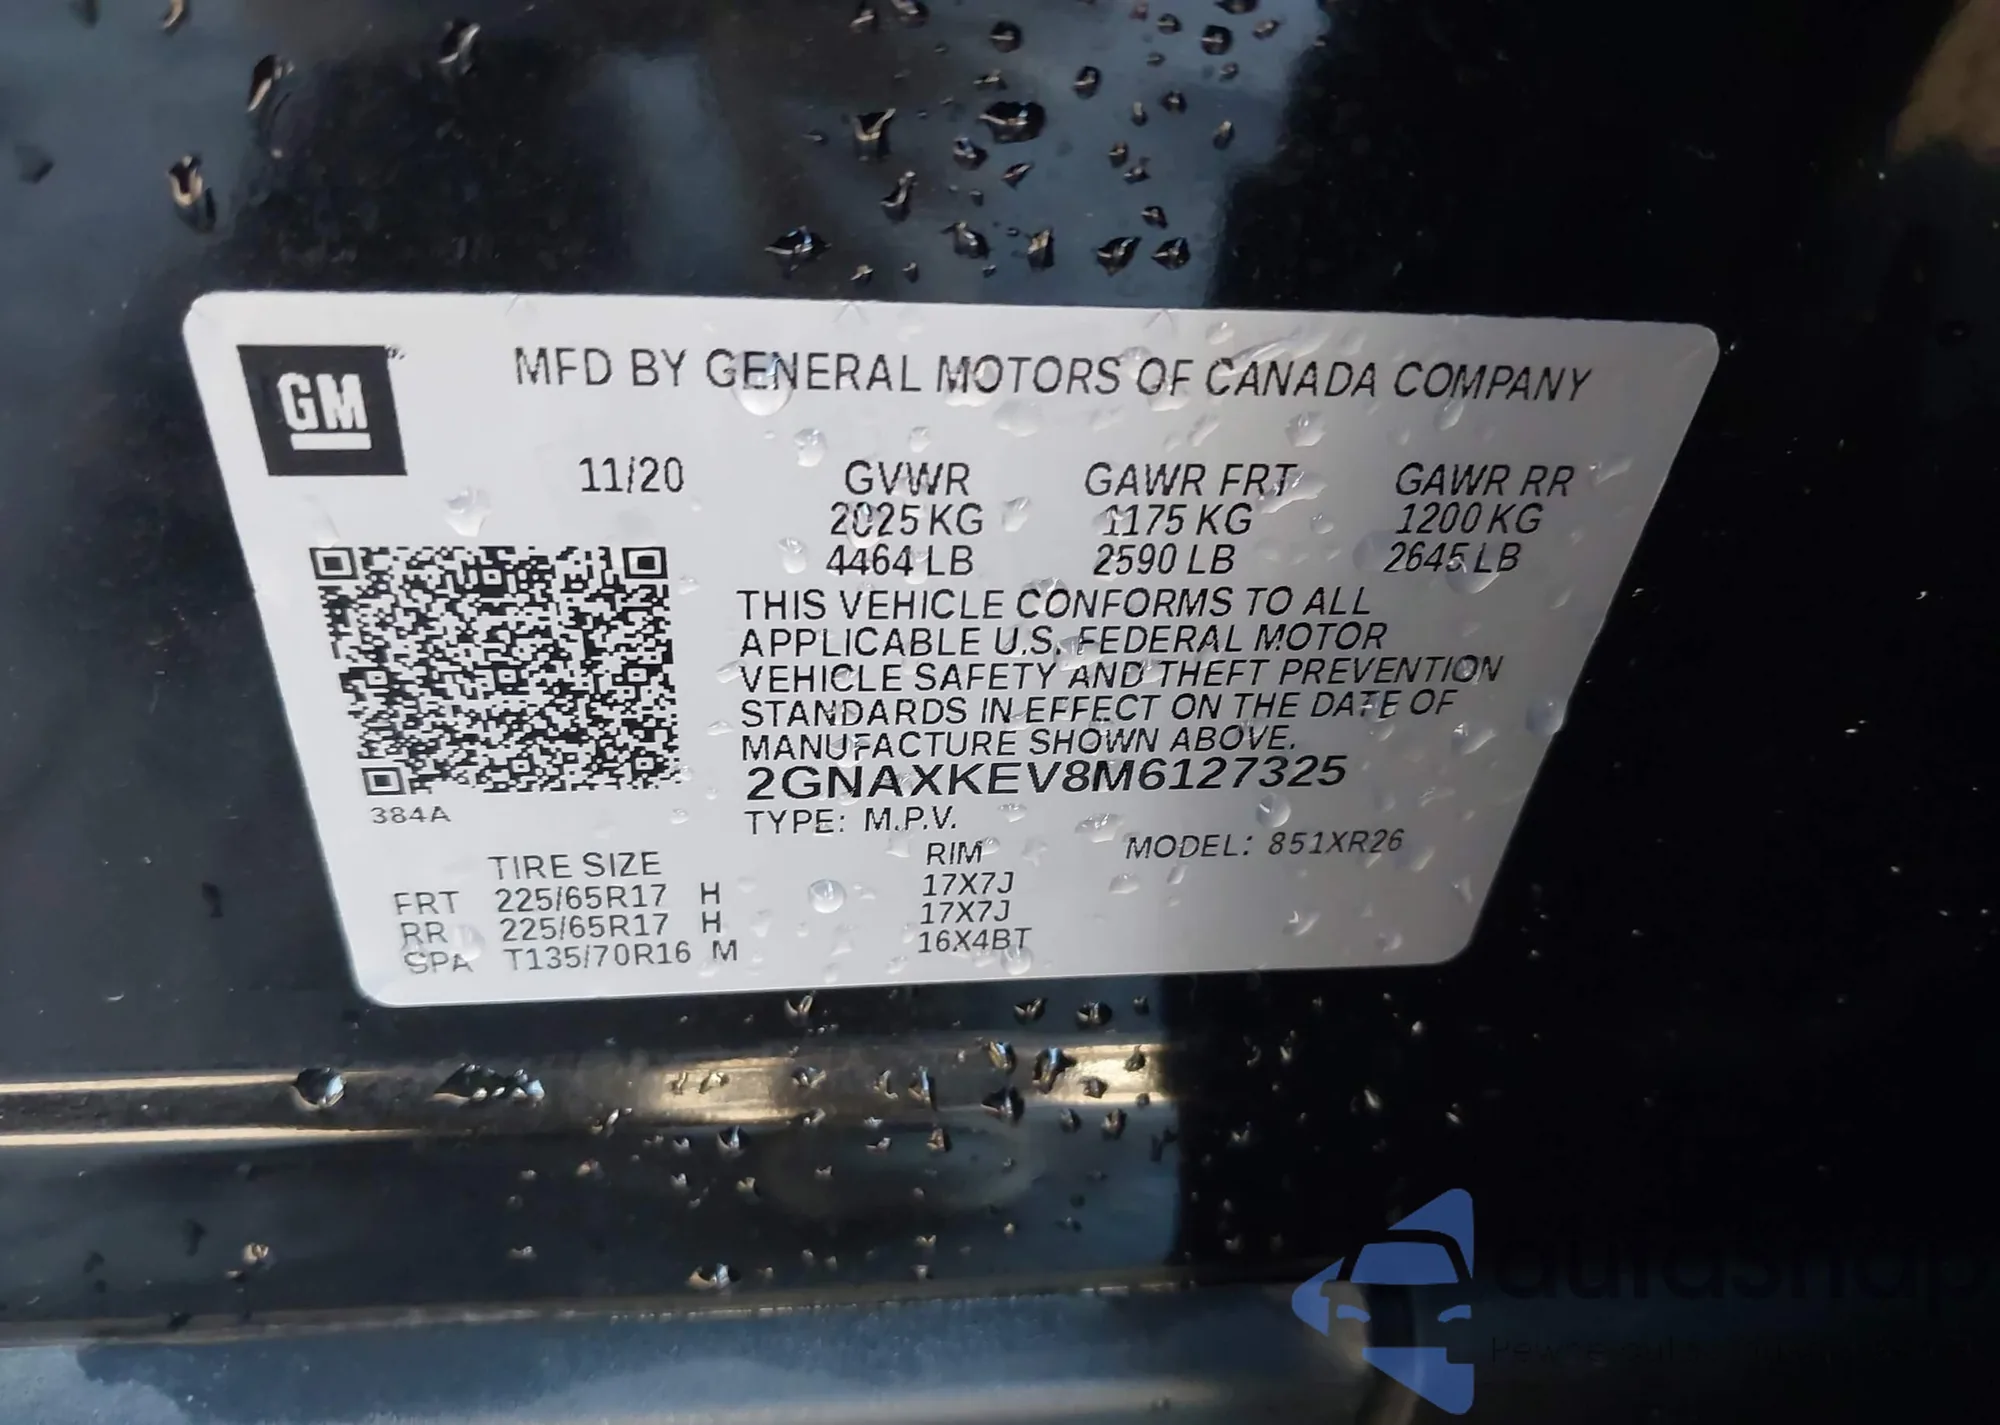 GM
MFD BY GENERAL MOTORS OF CANADA COMPANY
11/20 GVWR GAWR FRT GAWR RR
2025 KG 1175 KG 1200 KG
4464 LB 2590 LB 2645 LB
THIS VEHICLE CONFORMS TO ALL
APPLICABLE U.S. FEDERAL MOTOR
VEHICLE SAFETY AND THEFT PREVENTION
STANDARDS IN EFFECT ON THE DATE OF
MANUFACTURE SHOWN ABOVE.
2GNAXKEV8M6127325
384A
TYPE: M.P.V.
MODEL: 851XR26
TIRE SIZE RIM
FRT 225/65R17 H 17X7J
RR 225/65R17 H 17X7J
SPA T135/70R16 M 16X4BT